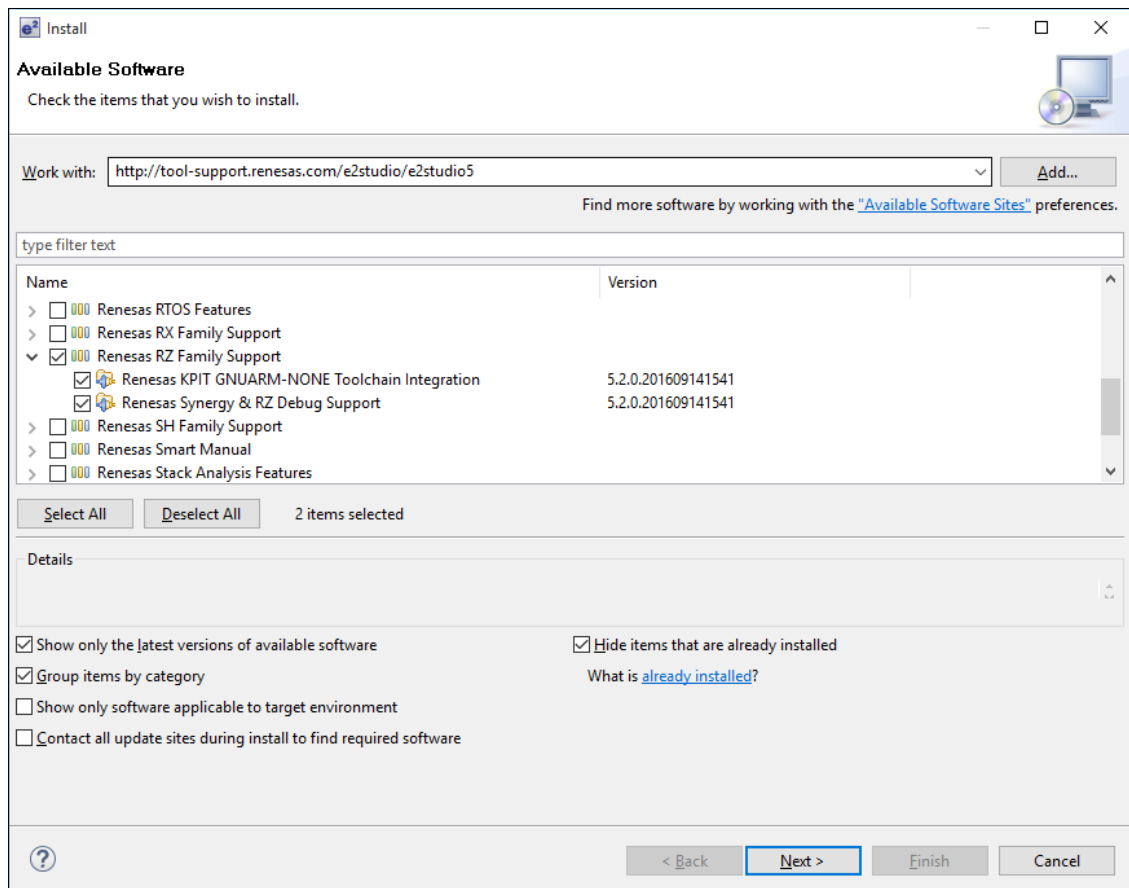 e² Install
Available Software
Check the items that you wish to install.
Work with: http://tool-support.renesas.com/e2studio/e2studio5 Add...
Find more software by working with the "Available Software Sites" preferences.
type filter text
Name Version
Renesas RTOS Features
Renesas RX Family Support
Renesas RZ Family Support
Renesas KPIT GNUARM-NONE Toolchain Integration 5.2.0.201609141541
Renesas Synergy & RZ Debug Support 5.2.0.201609141541
Renesas SH Family Support
Renesas Smart Manual
Renesas Stack Analysis Features
Select All Deselect All 2 items selected
Details
Show only the latest versions of available software Hide items that are already installed
Group items by category What is already installed?
Show only software applicable to target environment
Contact all update sites during install to find required software
? < Back Next > Finish Cancel